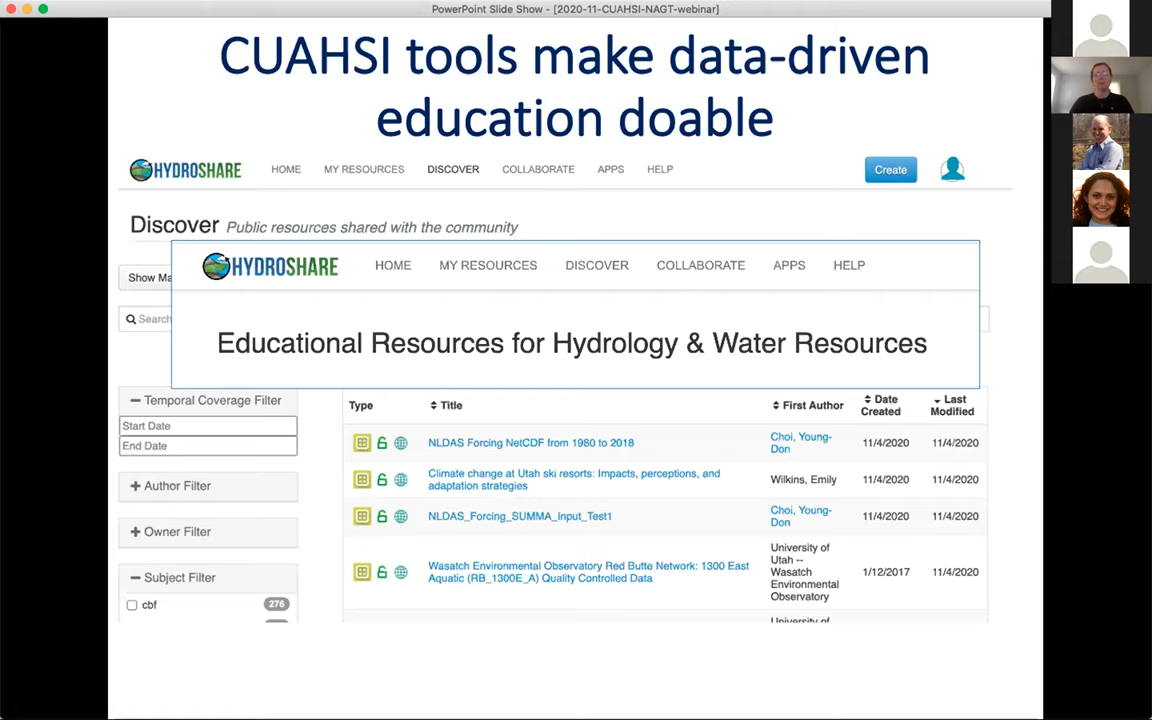 PowerPoint Slide Show - [2020-11-CUAHSI-NAGT-webinar]
CUAHSI tools make data-driven
education doable
HYDROSHARE HOME MY RESOURCES DISCOVER COLLABORATE APPS HELP Create
Discover Public resources shared with the community
HYDROSHARE HOME MY RESOURCES DISCOVER COLLABORATE APPS HELP
Show Ma
Search
Educational Resources for Hydrology & Water Resources
Temporal Coverage Filter
Start Date
End Date
Author Filter
Owner Filter
Subject Filter
cbf 276
Type Title First Author Date Created Last Modified
NLDAS Forcing NetCDF from 1980 to 2018 Choi, Young-
Don 11/4/2020 11/4/2020
Climate change at Utah ski resorts: Impacts, perceptions, and
adaptation strategies Wilkins, Emily 11/4/2020 11/4/2020
NLDAS_Forcing_SUMMA_Input_Test1 Choi, Young-
Don 11/4/2020 11/4/2020
Wasatch Environmental Observatory Red Butte Network: 1300 East
Aquatic (RB_1300E_A) Quality Controlled Data
University of
Utah --
Wasatch
Environmental
Observatory
1/12/2017 11/4/2020
University of